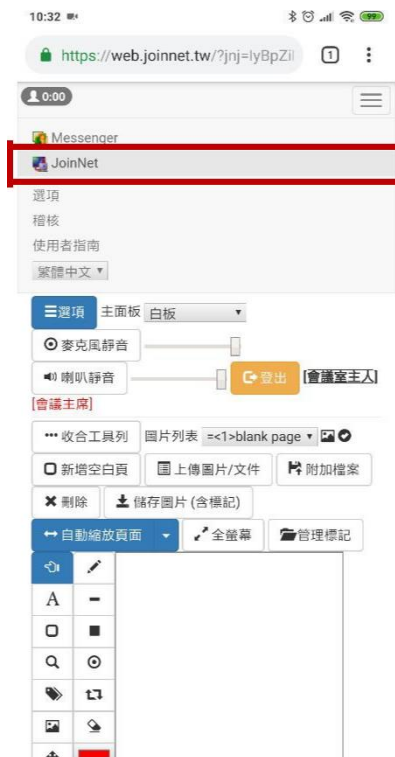 10:32
99
https://web.joinnet.tw/?jnj=IyBpZil
1
0:00
Messenger
JoinNet
選項
稽核
使用者指南
繁體中文
選項 主面板 白板
麥克風靜音
喇叭靜音 登出 [會議室主人]
[會議主席]
收合工具列 圖片列表 =<1>blank page
新增空白頁 上傳圖片/文件 附加檔案
刪除 儲存圖片 (含標記)
自動縮放頁面 全螢幕 管理標記
A